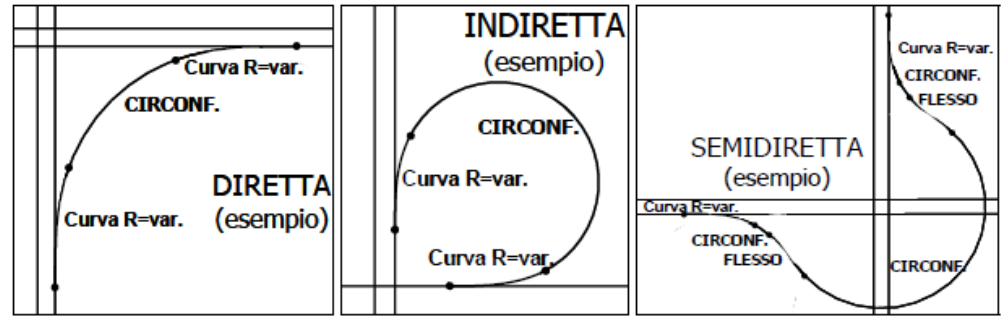 Curva R=var.
CIRCONF.
DIRETTA
(esempio)
Curva R=var.
INDIRETTA
(esempio)
CIRCONF.
Curva R=var.
Curva R=var.
Curva R=var.
CIRCONF.
FLESSO
SEMIDIRETTA
(esempio)
Curva R=var.
CIRCONF.
FLESSO
CIRCONF.